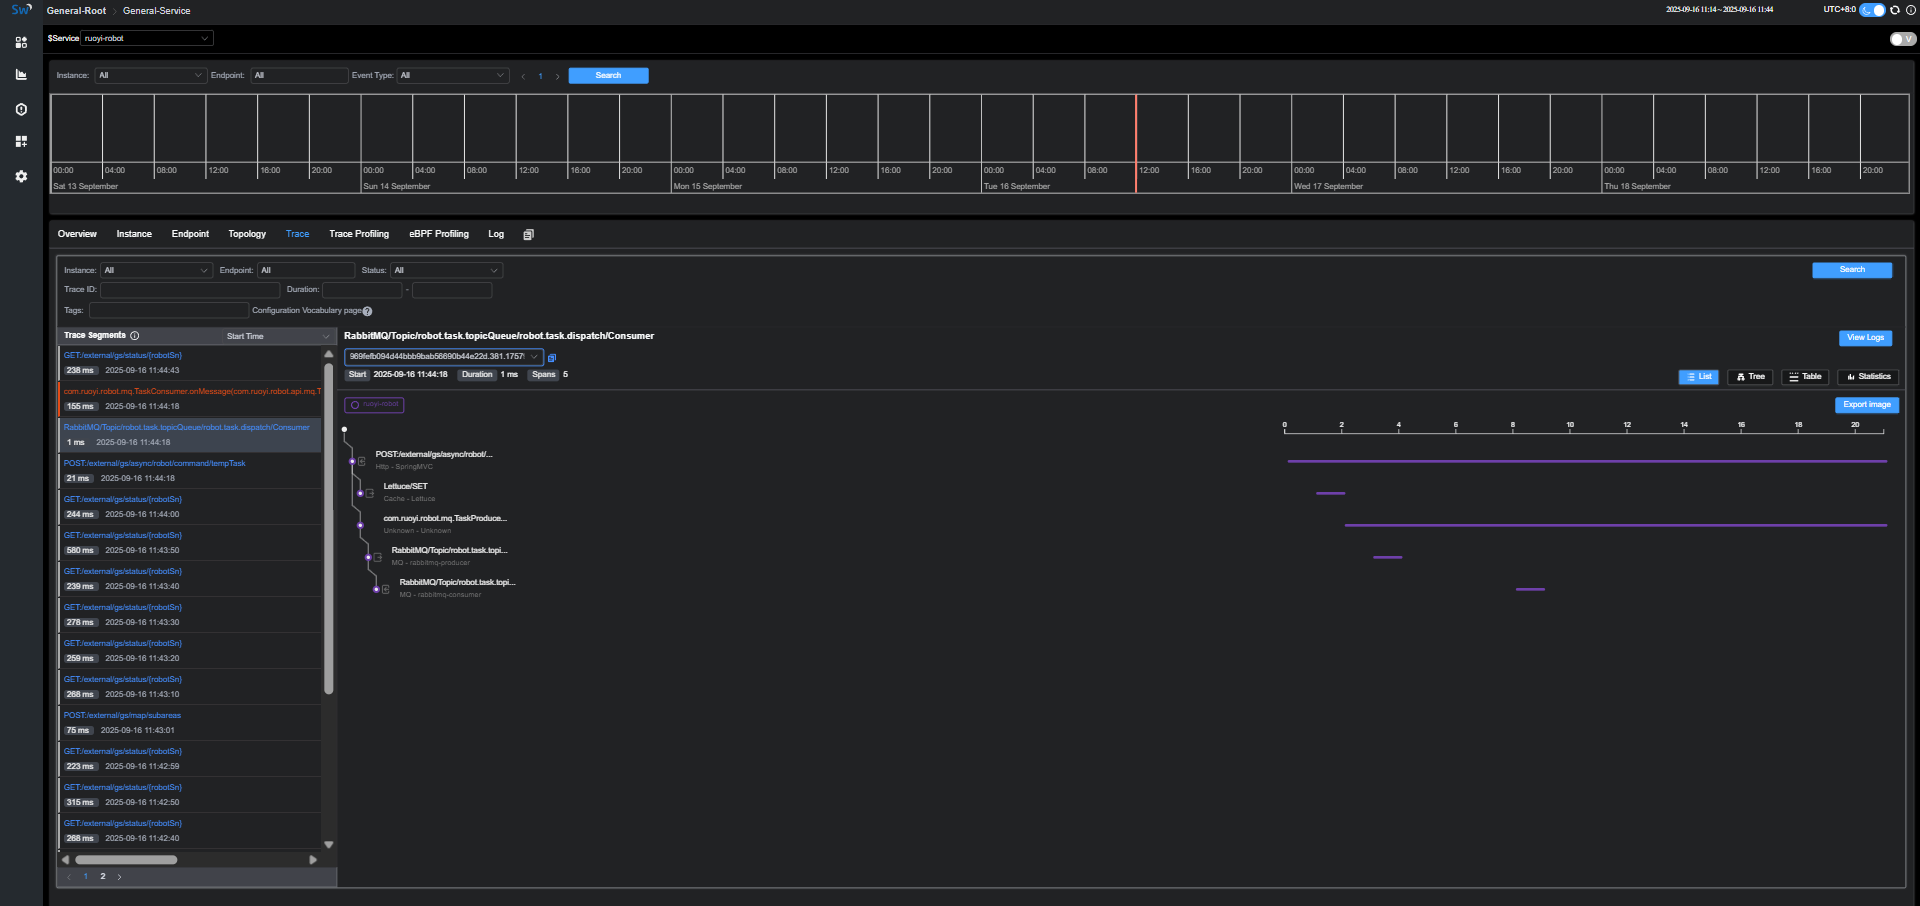 Sw
General-Root
General-Service
2025-09-16 11:14 ~ 2025-09-16 11:44
UTC+8:0
$Service
ruoyi-robot
V
Instance: All
Endpoint: All
Event Type: All
1
Search
00:00 04:00 08:00 12:00 16:00 20:00 00:00 04:00 08:00 12:00 16:00 20:00 00:00 04:00 08:00 12:00 16:00 20:00 00:00 04:00 08:00 12:00 16:00 20:00 00:00 04:00 08:00 12:00 16:00 20:00 00:00 04:00 08:00 12:00 16:00 20:00
Sat 13 September Sun 14 September Mon 15 September Tue 16 September Wed 17 September Thu 18 September
Overview Instance Endpoint Topology Trace Trace Profiling eBPF Profiling Log
Instance: All Endpoint: All Status: All
Search
Trace ID: Duration: -
Tags: Configuration Vocabulary page
Trace Segments
Start Time
GET:/external/gs/status/{robotSn}
238 ms 2025-09-16 11:44:43
com.ruoyi.robot.mq.TaskConsumer.onMessage(com.ruoyi.robot.api.mq.T
155 ms 2025-09-16 11:44:18
RabbitMQ/Topic/robot.task.topicQueue/robot.task.dispatch/Consumer
1 ms 2025-09-16 11:44:18
POST:/external/gs/async/robot/command/tempTask
21 ms 2025-09-16 11:44:18
GET:/external/gs/status/{robotSn}
244 ms 2025-09-16 11:44:00
GET:/external/gs/status/{robotSn}
580 ms 2025-09-16 11:43:50
GET:/external/gs/status/{robotSn}
239 ms 2025-09-16 11:43:40
GET:/external/gs/status/{robotSn}
278 ms 2025-09-16 11:43:30
GET:/external/gs/status/{robotSn}
259 ms 2025-09-16 11:43:20
GET:/external/gs/status/{robotSn}
268 ms 2025-09-16 11:43:10
POST:/external/gs/map/subareas
75 ms 2025-09-16 11:43:01
GET:/external/gs/status/{robotSn}
223 ms 2025-09-16 11:42:59
GET:/external/gs/status/{robotSn}
315 ms 2025-09-16 11:42:50
GET:/external/gs/status/{robotSn}
268 ms 2025-09-16 11:42:40
1 2
RabbitMQ/Topic/robot.task.topicQueue/robot.task.dispatch/Consumer
View Logs
969fefb094d44bbb9bab56690b44e22d.381.1757
Start 2025-09-16 11:44:18 Duration 1 ms Spans 5
List Tree Table Statistics
ruoyi-robot
Export image
0 2 4 6 8 10 12 14 16 18 20
POST:/external/gs/async/robot/...
Http - SpringMVC
Lettuce/SET
Cache - Lettuce
com.ruoyi.robot.mq.TaskProduce...
Unknown - Unknown
RabbitMQ/Topic/robot.task.topi...
MQ - rabbitmq-producer
RabbitMQ/Topic/robot.task.topi...
MQ - rabbitmq-consumer